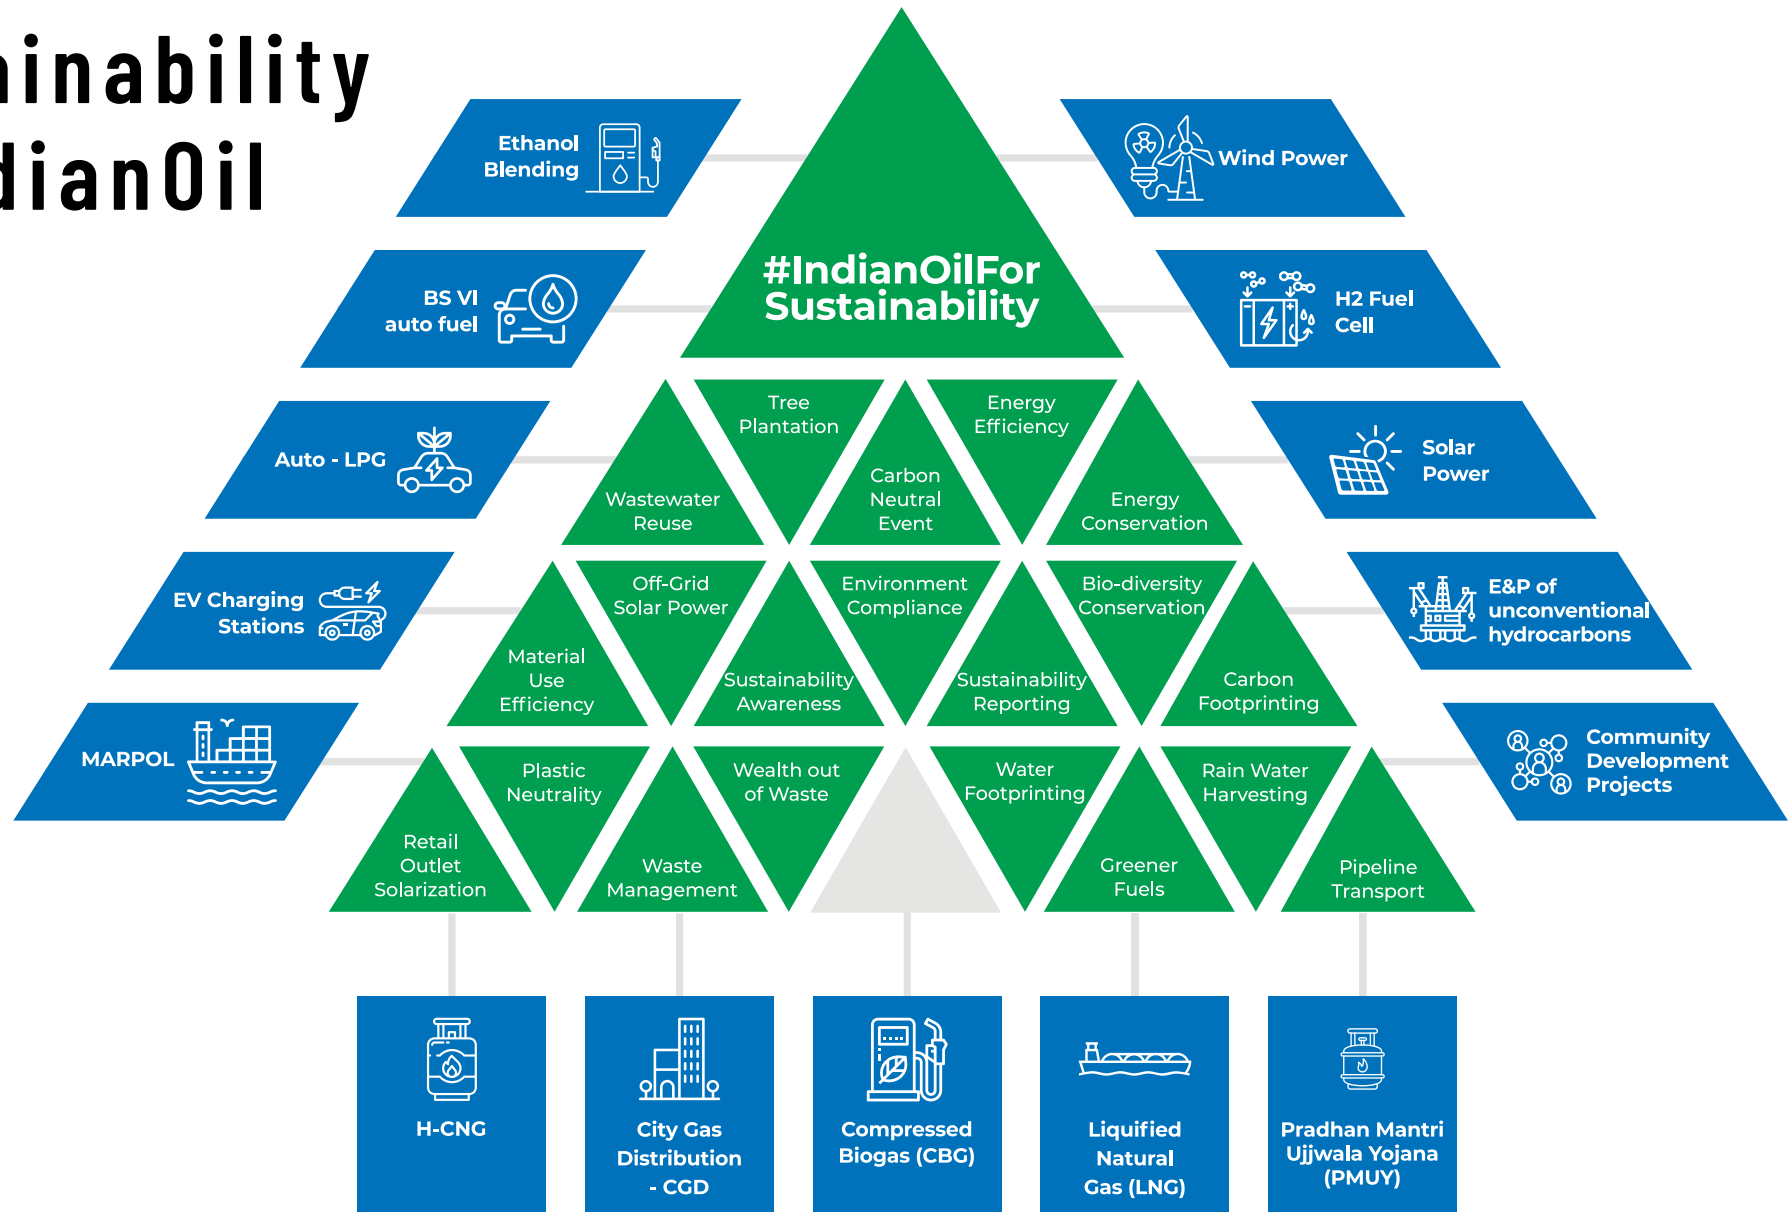 ainability
dianOil
Ethanol
Blending
Wind Power
#IndianOilFor
Sustainability
BS VI
auto fuel
H2 Fuel
Cell
Auto - LPG
Solar
Power
EV Charging
Stations
E&P of
unconventional
hydrocarbons
MARPOL
Community
Development
Projects
Wastewater
Reuse
Tree
Plantation
Carbon
Neutral
Event
Energy
Efficiency
Energy
Conservation
Material
Use
Efficiency
Off-Grid
Solar Power
Sustainability
Awareness
Environment
Compliance
Sustainability
Reporting
Bio-diversity
Conservation
Carbon
Footprinting
Retail
Outlet
Solarization
Plastic
Neutrality
Waste
Management
Wealth out
of Waste
Water
Footprinting
Greener
Fuels
Rain Water
Harvesting
Pipeline
Transport
H-CNG
City Gas
Distribution
- CGD
Compressed
Biogas (CBG)
Liquified
Natural
Gas (LNG)
Pradhan Mantri
Ujjwala Yojana
(PMUY)